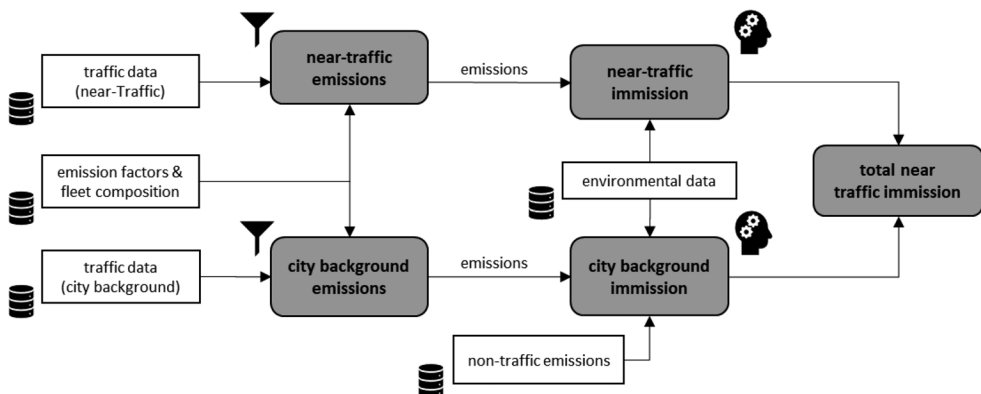 traffic data
(near-Traffic)
near-traffic
emissions
emissions
near-traffic
immission
emission factors &
fleet composition
environmental data
total near
traffic immission
traffic data
(city background)
city background
emissions
emissions
city background
immission
non-traffic emissions